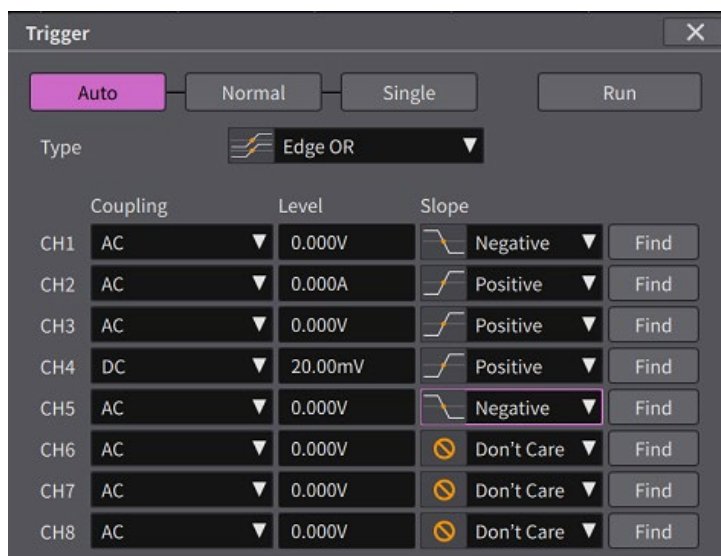 Trigger
Auto Normal Single Run
Type Edge OR
Coupling Level Slope
CH1 AC 0.000V Negative Find
CH2 AC 0.000A Positive Find
CH3 AC 0.000V Positive Find
CH4 DC 20.00mV Positive Find
CH5 AC 0.000V Negative Find
CH6 AC 0.000V Don't Care Find
CH7 AC 0.000V Don't Care Find
CH8 AC 0.000V Don't Care Find